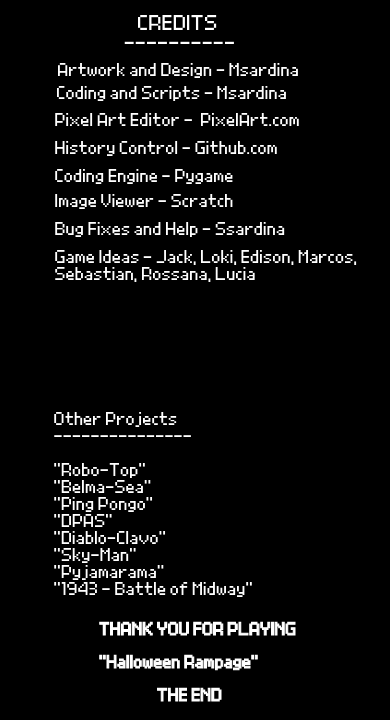 CREDITS
----------
Artwork and Design - Msardina
Coding and Scripts - Msardina
Pixel Art Editor - PixelArt.com
History Control - Github.com
Coding Engine - Pygame
Image Viewer - Scratch
Bug Fixes and Help - Ssardina
Game Ideas - Jack, Loki, Edison, Marcos,
Sebastian, Rossana, Lucia
Other Projects
---------------
"Robo-Top"
"Belma-Sea"
"Ping Pongo"
"DPAS"
"Diablo-Clavo"
"Sky-Man"
"Pyjamarama"
"1943 - Battle of Midway"
THANK YOU FOR PLAYING
"Halloween Rampage"
THE END